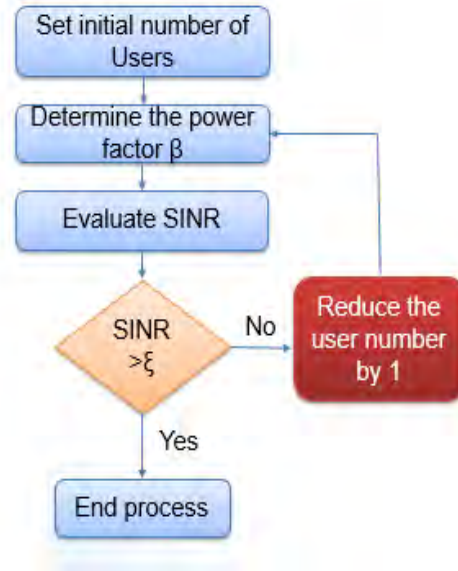 Set initial number of
Users
Determine the power
factor β
Evaluate SINR
SINR
>ξ
No
Reduce the
user number
by 1
Yes
End process